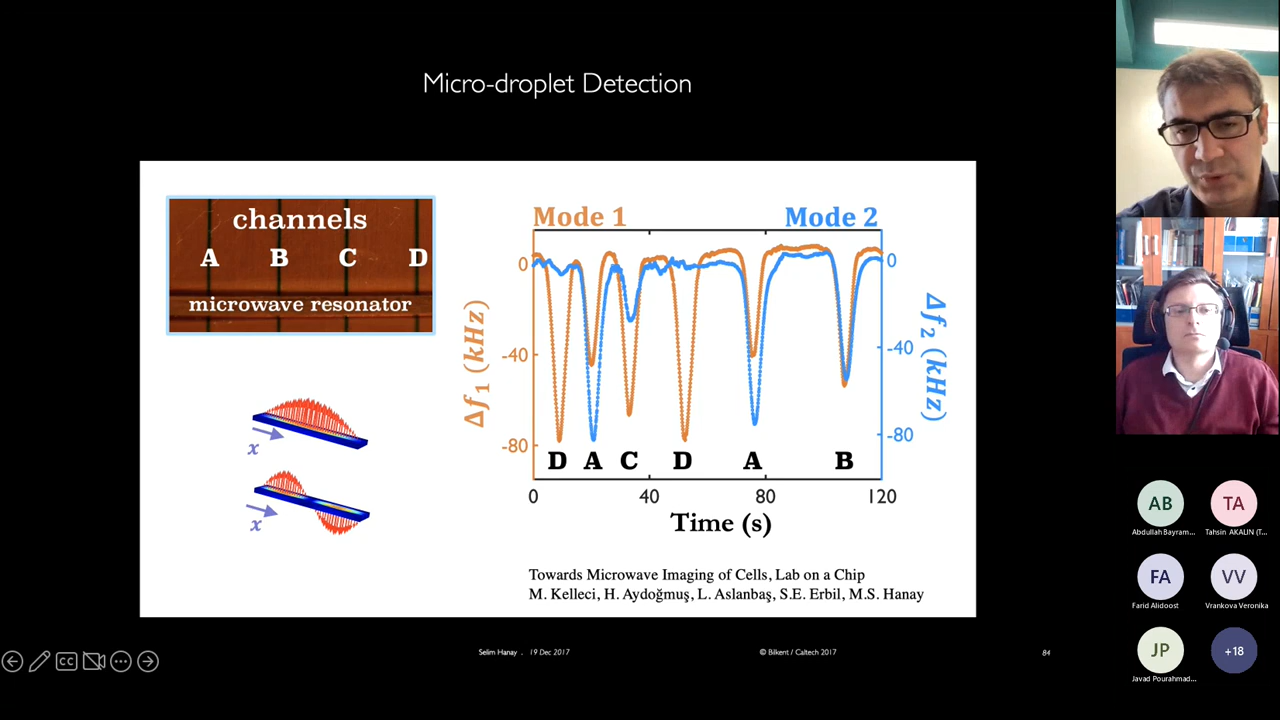 Micro-droplet Detection
channels
A B C D
microwave resonator
x
x
Mode 1 Mode 2
Δf₁ (kHz)
0
-40
-80
Δf₂ (kHz)
0
-40
-80
D A C D A B
0 40 80 120
Time (s)
Towards Microwave Imaging of Cells, Lab on a Chip
M. Kelleci, H. Aydoğmuş, L. Aslanbaş, S.E. Erbil, M.S. Hanay
Selim Hanay . 19 Dec 2017 © Bilkent / Caltech 2017 84
CC
AB TA
Abdullah Bayram... Tahsin AKALIN (T...
FA VV
Farid Alidoost Vrankova Veronika
JP +18
Javad Pourahmad...